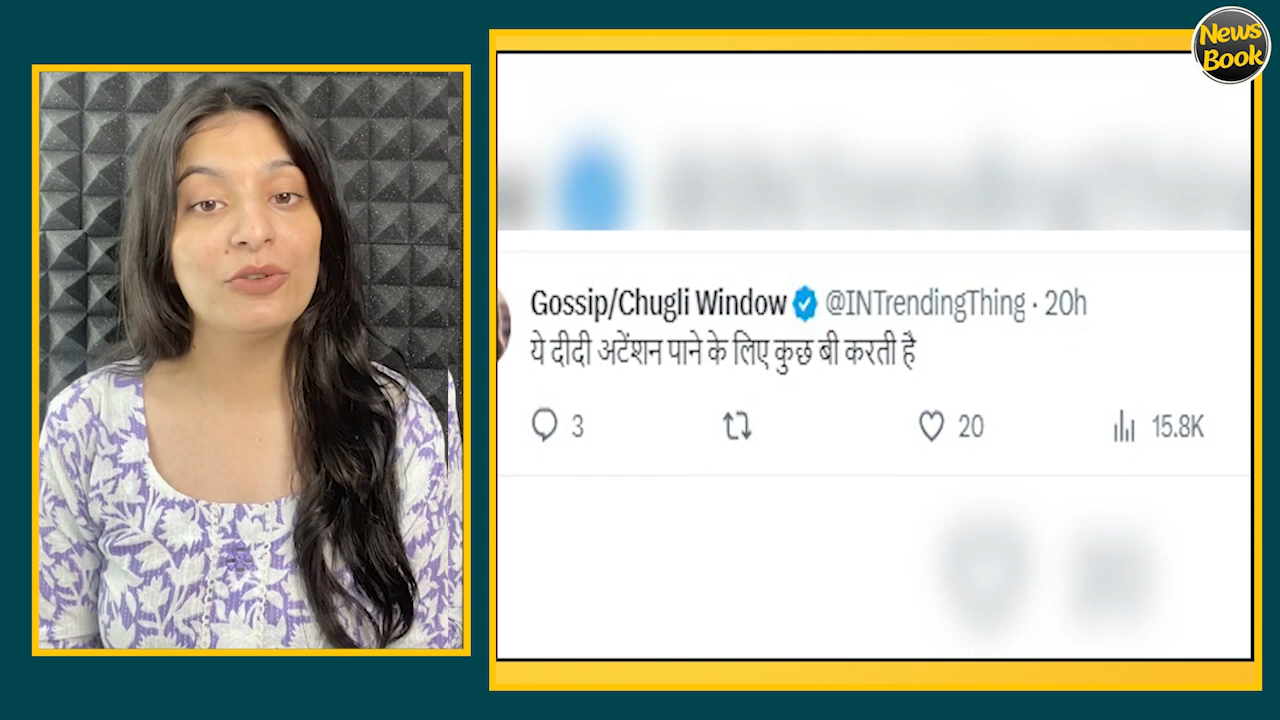 News
Book
Gossip/Chugli Window @INTrendingThing · 20h
ये दीदी अटेंशन पाने के लिए कुछ बी करती है
3 20 15.8K